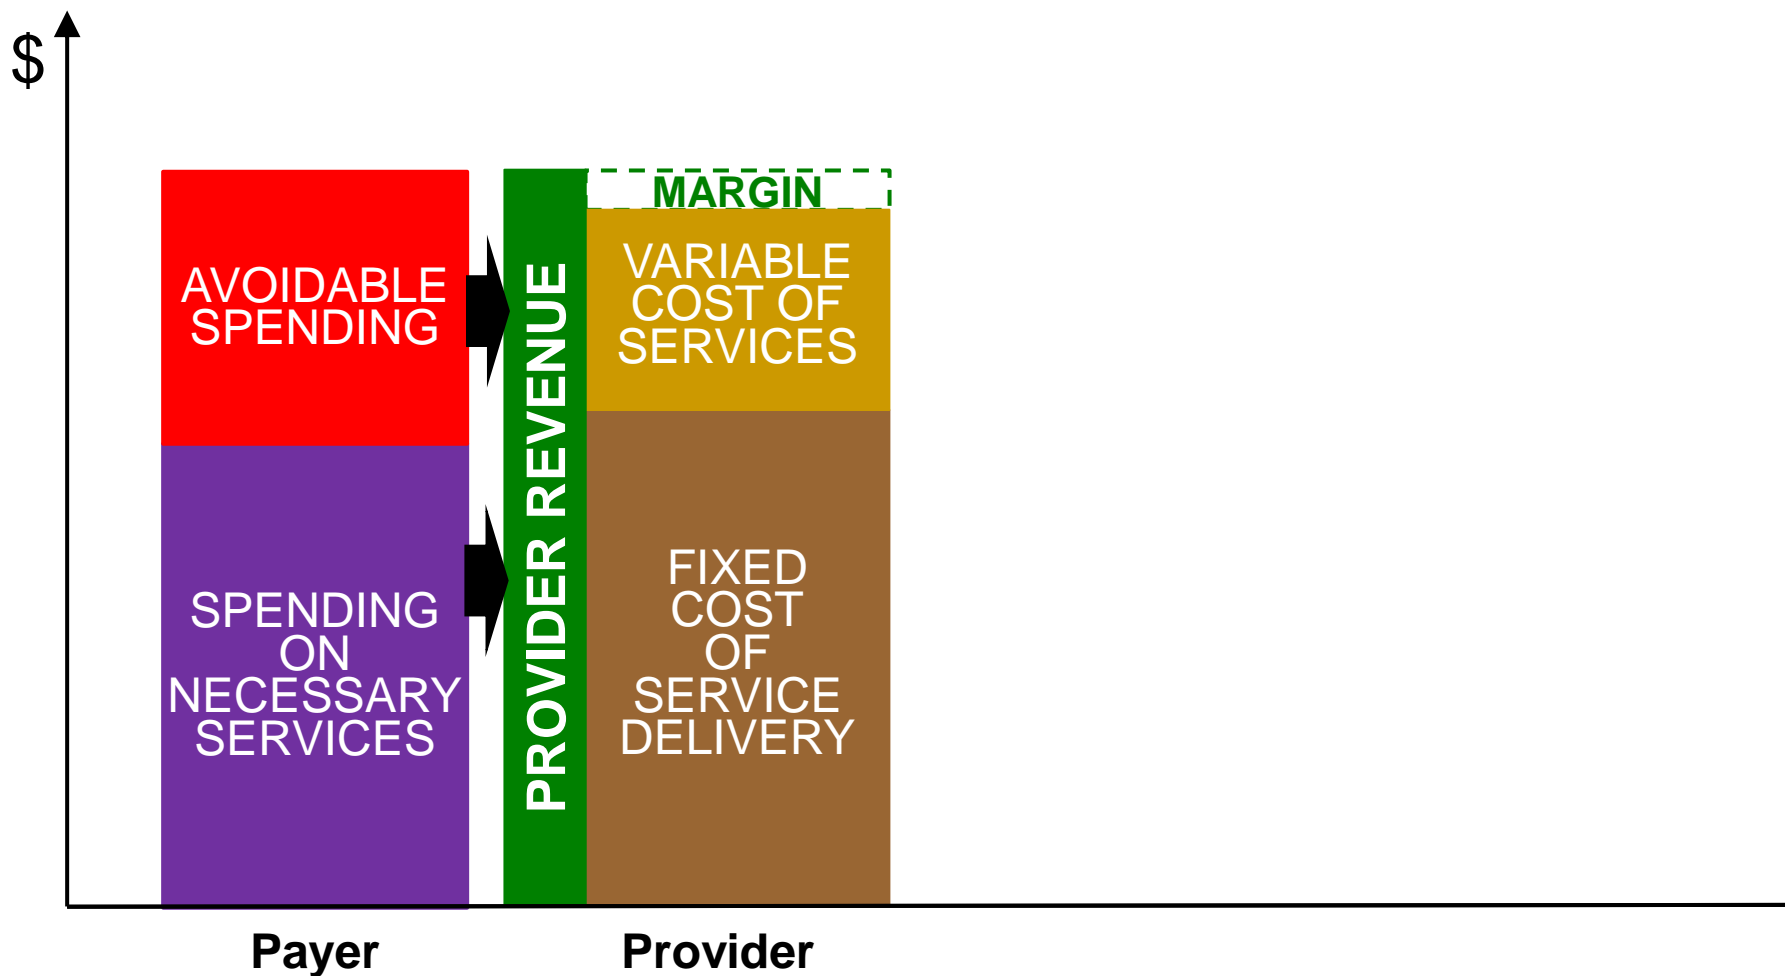 $
AVOIDABLE
SPENDING
SPENDING
ON
NECESSARY
SERVICES
PROVIDER REVENUE
MARGIN
VARIABLE
COST OF
SERVICES
FIXED
COST
OF
SERVICE
DELIVERY
Payer
Provider